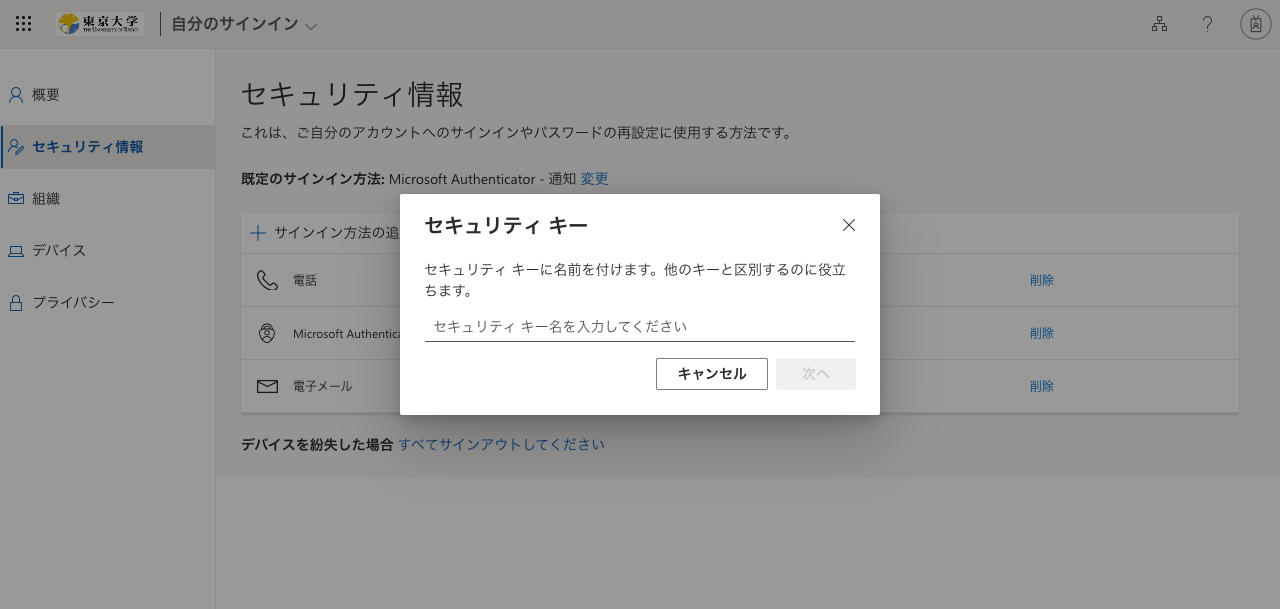 東京大学
THE UNIVERSITY OF TOKYO
自分のサインイン
?
概要
セキュリティ情報
組織
デバイス
プライバシー
セキュリティ情報
これは、ご自分のアカウントへのサインインやパスワードの再設定に使用する方法です。
既定のサインイン方法: Microsoft Authenticator - 通知 変更
サインイン方法の追
電話
削除
Microsoft Authentica
削除
電子メール
削除
セキュリティ キー
セキュリティ キーに名前を付けます。他のキーと区別するのに役立
ちます。
セキュリティ キー名を入力してください
キャンセル
次へ
デバイスを紛失した場合 すべてサインアウトしてください